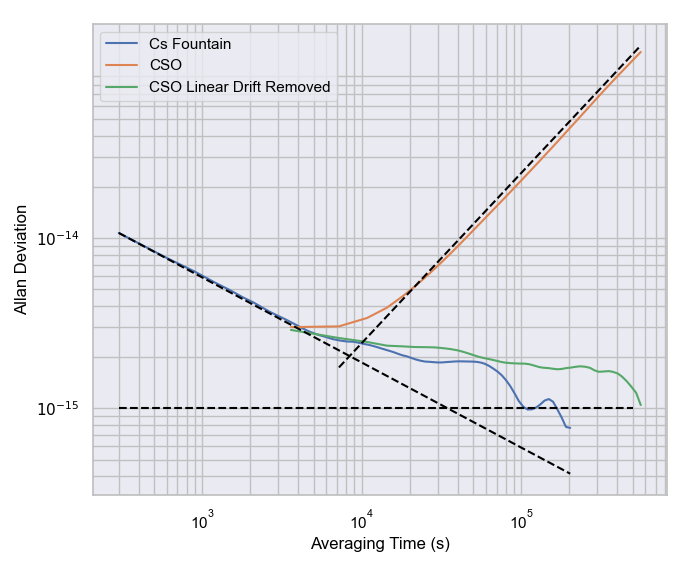 Cs Fountain
CSO
CSO Linear Drift Removed
Allan Deviation
10⁻¹⁴
10⁻¹⁵
10³ 10⁴ 10⁵
Averaging Time (s)